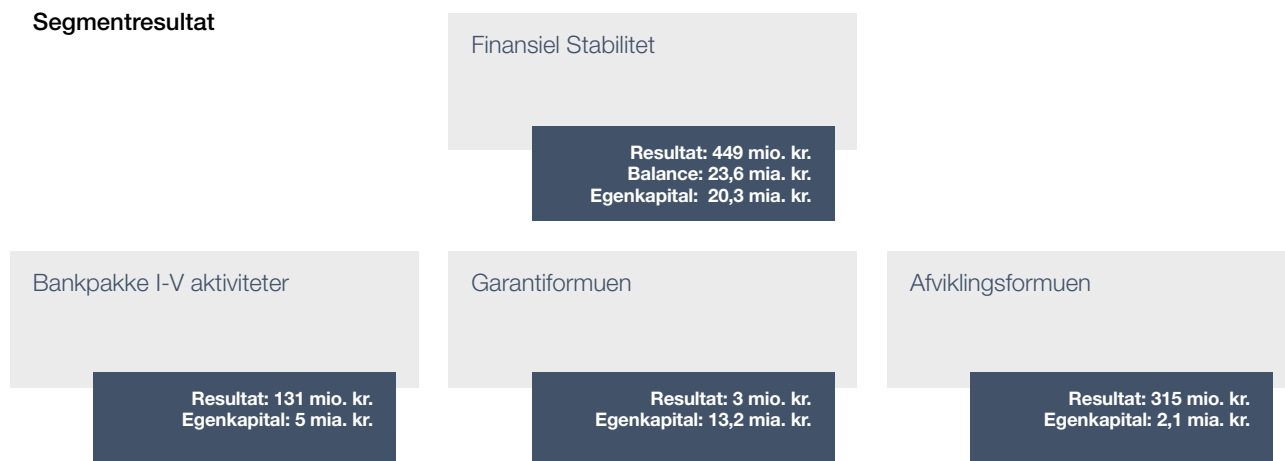 Segmentresultat
Finansiel Stabilitet
Resultat: 449 mio. kr.
Balance: 23,6 mia. kr.
Egenkapital: 20,3 mia. kr.
Bankpakke I-V aktiviteter
Resultat: 131 mio. kr.
Egenkapital: 5 mia. kr.
Garantiformuen
Resultat: 3 mio. kr.
Egenkapital: 13,2 mia. kr.
Afviklingsformuen
Resultat: 315 mio. kr.
Egenkapital: 2,1 mia. kr.